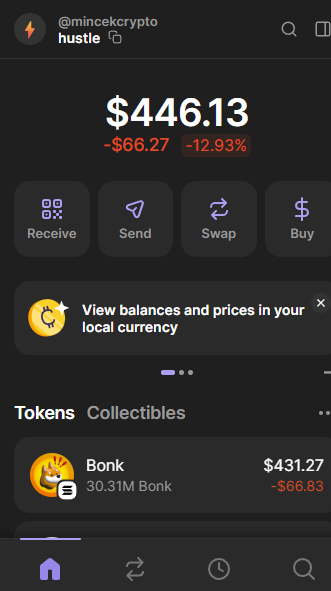 @mincekcrypto
hustle
$446.13
-$66.27 -12.93%
Receive Send Swap Buy
View balances and prices in your
local currency
Tokens Collectibles
Bonk $431.27
30.31M Bonk -$66.83